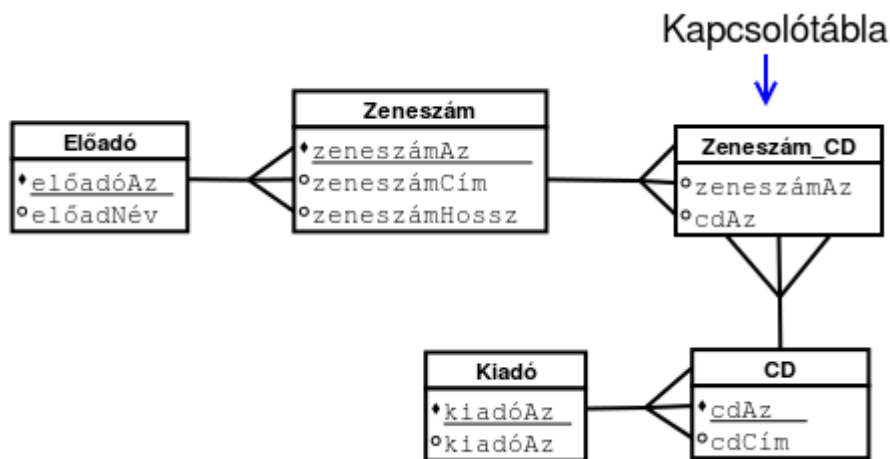 Kapcsolótábla
Előadó
előadóAz
előadNév
Zeneszám
zeneszámAz
zeneszámCím
zeneszámHossz
Zeneszám_CD
zeneszámAz
cdAz
Kiadó
kiadóAz
kiadóAz
CD
cdAz
cdCím